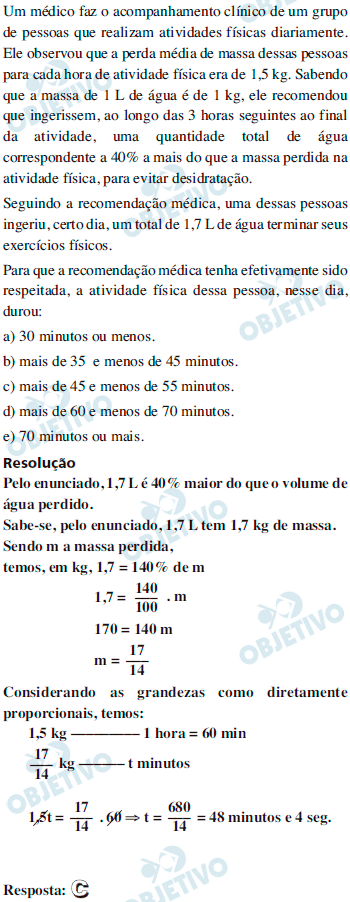 Um médico faz o acompanhamento clínico de um grupo
de pessoas que realizam atividades físicas diariamente.
Ele observou que a perda média de massa dessas pessoas
para cada hora de atividade física era de 1,5 kg. Sabendo
que a massa de 1 L de água é de 1 kg, ele recomendou
que ingerissem, ao longo das 3 horas seguintes ao final
da atividade, uma quantidade total de água
correspondente a 40% a mais do que a massa perdida na
atividade física, para evitar desidratação.
Seguindo a recomendação médica, uma dessas pessoas
ingeriu, certo dia, um total de 1,7 L de água terminar seus
exercícios físicos.
Para que a recomendação médica tenha efetivamente sido
respeitada, a atividade física dessa pessoa, nesse dia,
durou:
a) 30 minutos ou menos.
b) mais de 35 e menos de 45 minutos.
c) mais de 45 e menos de 55 minutos.
d) mais de 60 e menos de 70 minutos.
e) 70 minutos ou mais.
Resolução
Pelo enunciado, 1,7 L é 40% maior do que o volume de
água perdido.
Sabe-se, pelo enunciado, 1,7 L tem 1,7 kg de massa.
Sendo m a massa perdida,
temos, em kg, 1,7 = 140% de m
1,7 = 140/100 . m
170 = 140 m
m = 17/14
Considerando as grandezas como diretamente
proporcionais, temos:
1,5 kg ———— 1 hora = 60 min
17/14 kg ——— t minutos
1,5t = 17/14 . 60 ⇒ t = 680/14 = 48 minutos e 4 seg.
Resposta: C
OBJETIVO
OBJETIVO
OBJETIVO
OBJETIVO
OBJETIVO
OBJETIVO
OBJETIVO
OBJETIVO